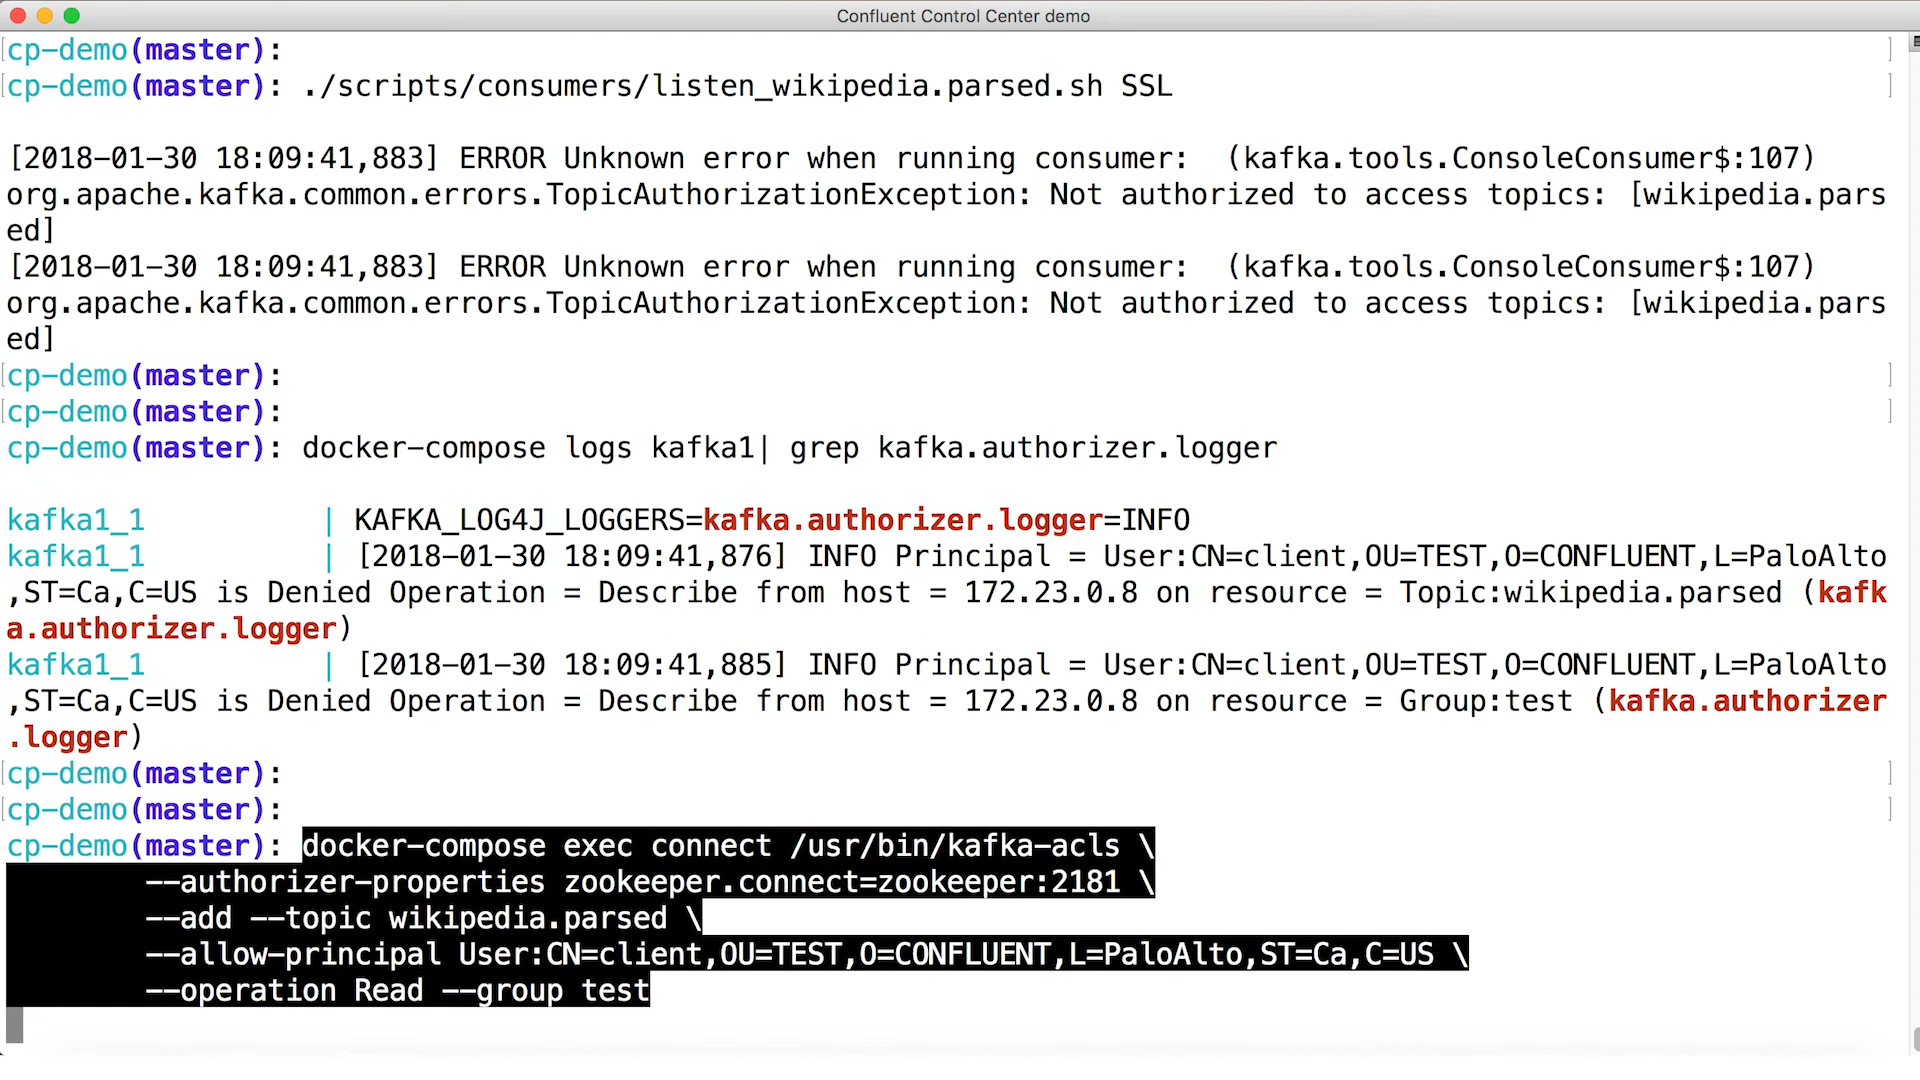 Confluent Control Center demo
cp-demo(master):
cp-demo(master): ./scripts/consumers/listen_wikipedia.parsed.sh SSL
[2018-01-30 18:09:41,883] ERROR Unknown error when running consumer:  (kafka.tools.ConsoleConsumer$:107)
org.apache.kafka.common.errors.TopicAuthorizationException: Not authorized to access topics: [wikipedia.pars
ed]
[2018-01-30 18:09:41,883] ERROR Unknown error when running consumer:  (kafka.tools.ConsoleConsumer$:107)
org.apache.kafka.common.errors.TopicAuthorizationException: Not authorized to access topics: [wikipedia.pars
ed]
cp-demo(master):
cp-demo(master):
cp-demo(master): docker-compose logs kafka1| grep kafka.authorizer.logger
kafka1_1          | KAFKA_LOG4J_LOGGERS=kafka.authorizer.logger=INFO
kafka1_1          | [2018-01-30 18:09:41,876] INFO Principal = User:CN=client,OU=TEST,O=CONFLUENT,L=PaloAlto
,ST=Ca,C=US is Denied Operation = Describe from host = 172.23.0.8 on resource = Topic:wikipedia.parsed (kafk
a.authorizer.logger)
kafka1_1          | [2018-01-30 18:09:41,885] INFO Principal = User:CN=client,OU=TEST,O=CONFLUENT,L=PaloAlto
,ST=Ca,C=US is Denied Operation = Describe from host = 172.23.0.8 on resource = Group:test (kafka.authorizer
.logger)
cp-demo(master):
cp-demo(master):
cp-demo(master): docker-compose exec connect /usr/bin/kafka-acls \
        --authorizer-properties zookeeper.connect=zookeeper:2181 \
        --add --topic wikipedia.parsed \
        --allow-principal User:CN=client,OU=TEST,O=CONFLUENT,L=PaloAlto,ST=Ca,C=US \
        --operation Read --group test